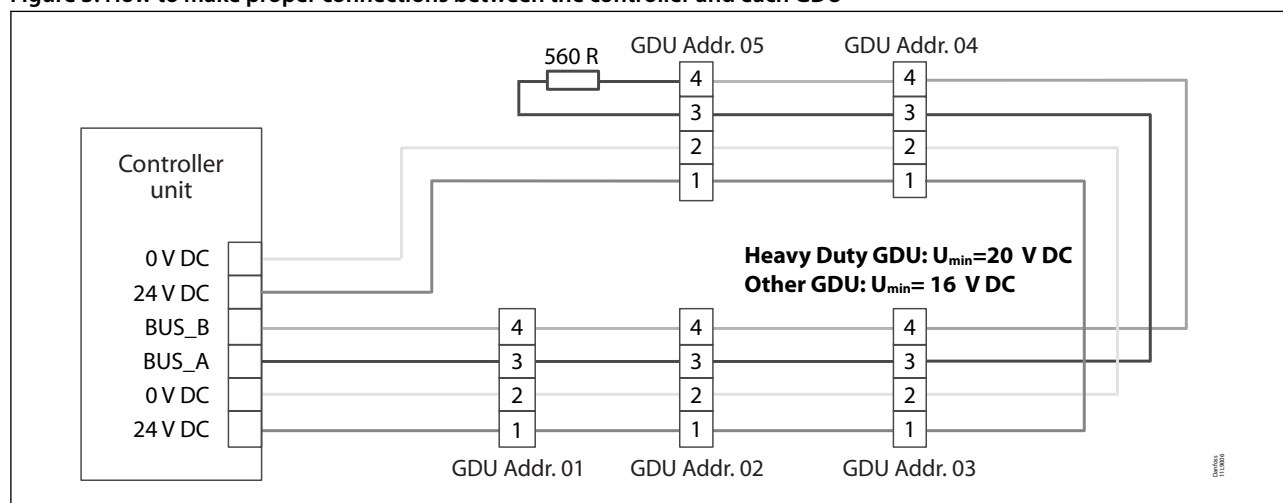 Figure 3: How to make proper connections between the controller and each GDU
GDU Addr. 05
GDU Addr. 04
560 R
4
3
2
1
4
3
2
1
Controller
unit
0 V DC
24 V DC
BUS_B
BUS_A
0 V DC
24 V DC
Heavy Duty GDU: Umin=20 V DC
Other GDU: Umin= 16 V DC
4
3
2
1
4
3
2
1
4
3
2
1
GDU Addr. 01
GDU Addr. 02
GDU Addr. 03
Danfoss